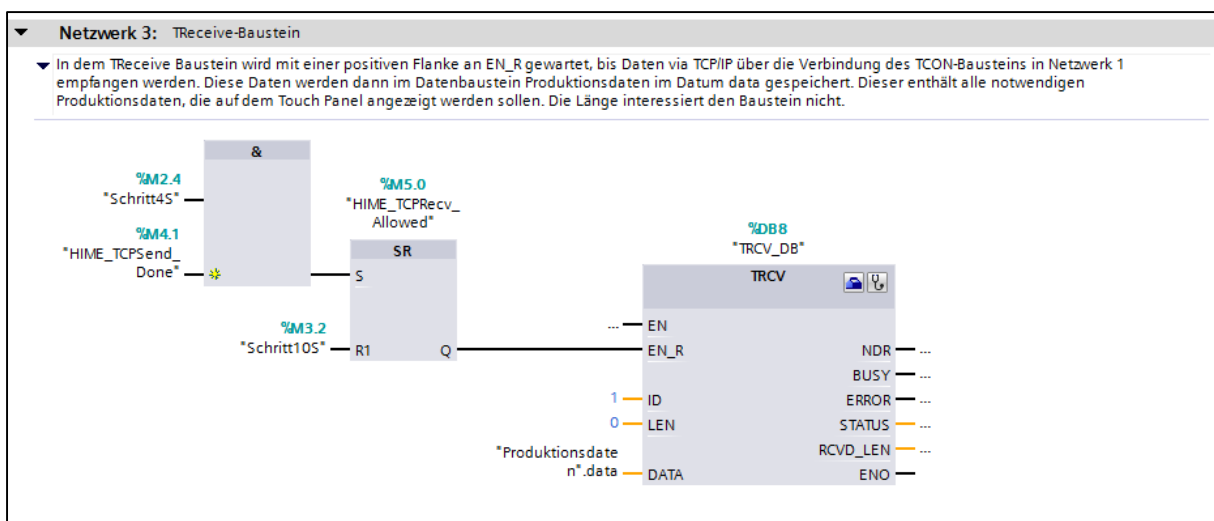 Netzwerk 3: TReceive-Baustein
In dem TReceive Baustein wird mit einer positiven Flanke an EN_R gewartet, bis Daten via TCP/IP über die Verbindung des TCON-Bausteins in Netzwerk 1
empfangen werden. Diese Daten werden dann im Datenbaustein Produktionsdaten im Datum data gespeichert. Dieser enthält alle notwendigen
Produktionsdaten, die auf dem Touch Panel angezeigt werden sollen. Die Länge interessiert den Baustein nicht.
&
%M2.4
"Schritt4S"
%M4.1
"HIME_TCPSend_
Done"
%M5.0
"HIME_TCPRecv_
Allowed"
SR
S
%M3.2
"Schritt10S"
R1 Q
%DB8
"TRCV_DB"
TRCV
... EN
EN_R NDR ...
BUSY ...
1 ID ERROR ...
0 LEN STATUS ...
"Produktionsdate
n".data
RCVD_LEN ...
DATA ENO